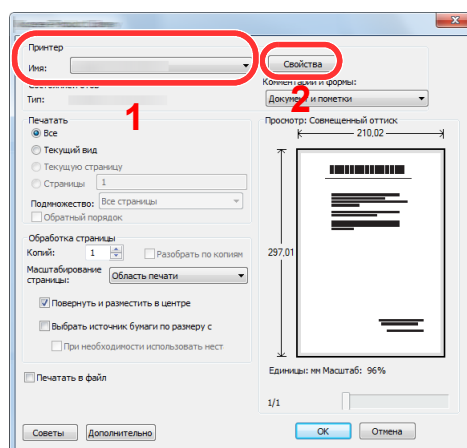 Принтер
Имя:
Свойства
Комментарии и формы:
Тип:
Документ и пометки
1
2
Печатать
Все
Текущий вид
Текущую страницу
Страницы 1
Подмножество: Все страницы
Обратный порядок
Просмотр: Совмещенный оттиск
210,02
297,01
Обработка страницы
Копий: 1
Разобрать по копиям
Масштабирование страницы: Область печати
Повернуть и разместить в центре
Выбрать источник бумаги по размеру с
При необходимости использовать нест
Печатать в файл
Единицы: мм Масштаб: 96%
1/1
Советы
Дополнительно
ОК
Отмена